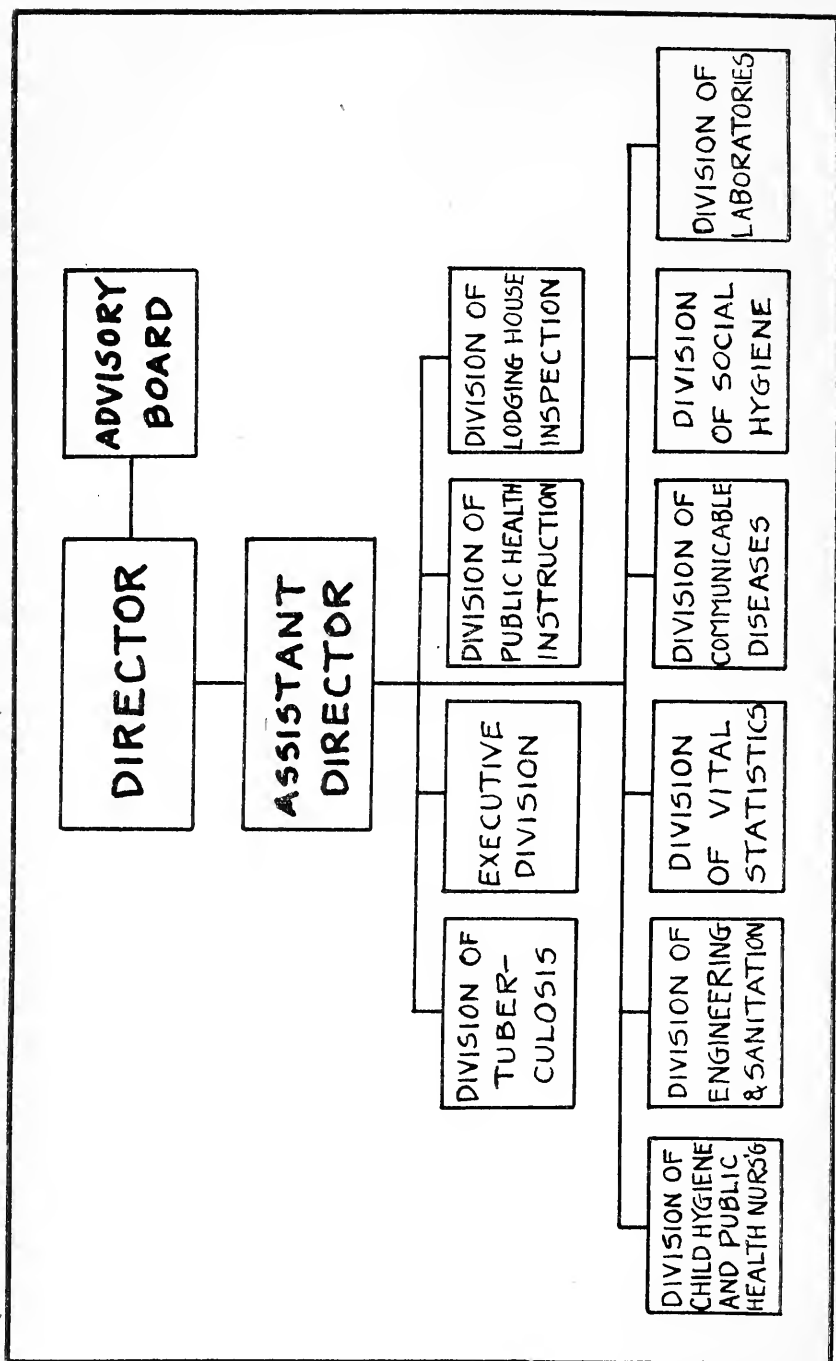 DIRECTOR
ADVISORY
BOARD
ASSISTANT
DIRECTOR
DIVISION OF
TUBER-
CULOSIS
EXECUTIVE
DIVISION
DIVISION OF
PUBLIC HEALTH
INSTRUCTION
DIVISION OF
LODGING HOUSE
INSPECTION
DIVISION OF
CHILD HYGIENE
AND PUBLIC
HEALTH NURS'G
DIVISION OF
ENGINEERING
& SANITATION
DIVISION
OF VITAL
STATISTICS
DIVISION OF
COMMUNICABLE
DISEASES
DIVISION
OF SOCIAL
HYGIENE
DIVISION OF
LABORATORIES